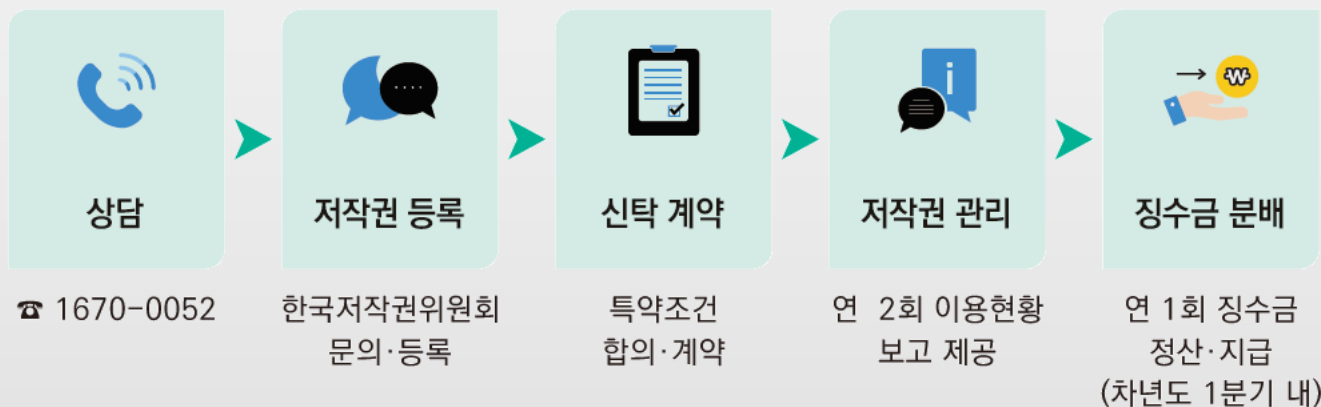 상담
☎ 1670-0052
저작권 등록
한국저작권위원회
문의·등록
신탁 계약
특약조건
합의·계약
저작권 관리
연 2회 이용현황
보고 제공
징수금 분배
연 1회 징수금
정산·지급
(차년도 1분기 내)